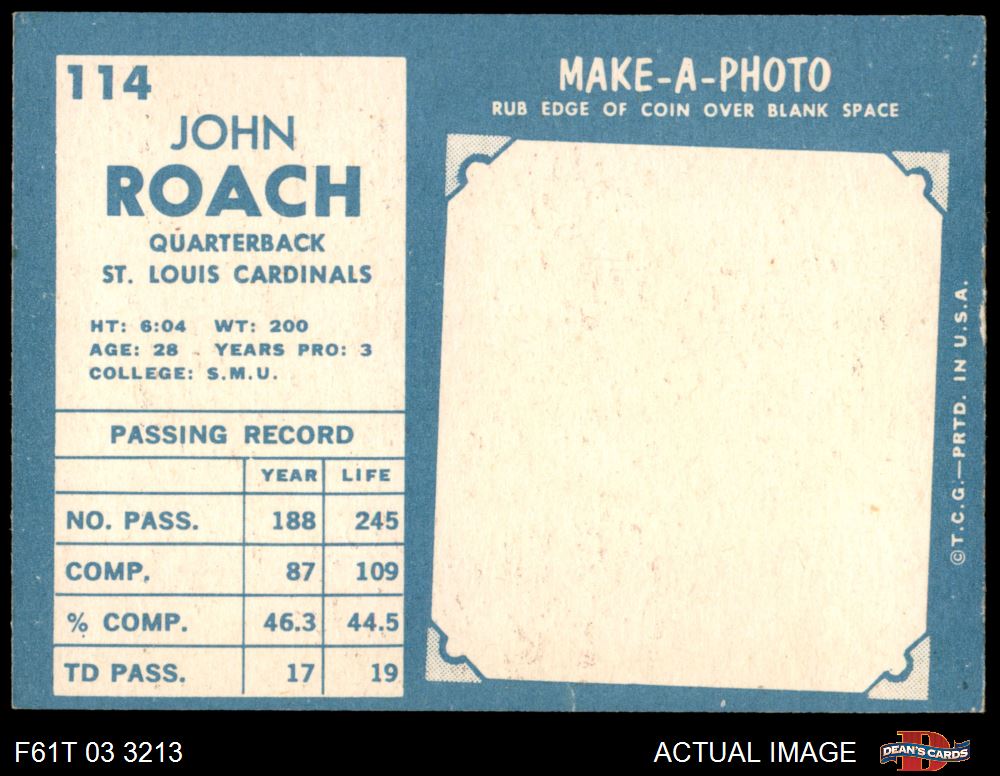 114
JOHN
ROACH
QUARTERBACK
ST. LOUIS CARDINALS
HT: 6:04 WT: 200
AGE: 28 YEARS PRO: 3
COLLEGE: S.M.U.
PASSING RECORD
YEAR LIFE
NO. PASS. 188 245
COMP. 87 109
% COMP. 46.3 44.5
TD PASS. 17 19
MAKE-A-PHOTO
RUB EDGE OF COIN OVER BLANK SPACE
©T.C.G.—PRTD. IN U.S.A.
F61T 03 3213
ACTUAL IMAGE
D
DEAN'S CARDS